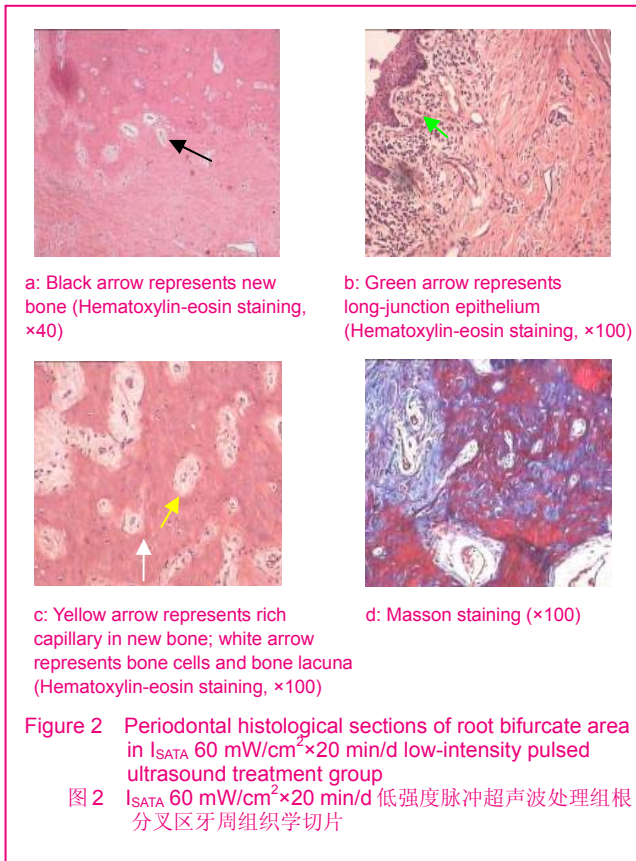 a: Black arrow represents new
bone (Hematoxylin-eosin staining,
×40)
b: Green arrow represents
long-junction epithelium
(Hematoxylin-eosin staining, ×100)
c: Yellow arrow represents rich
capillary in new bone; white arrow
represents bone cells and bone lacuna
(Hematoxylin-eosin staining, ×100)
d: Masson staining (×100)
Figure 2 Periodontal histological sections of root bifurcate area
in ISATA 60 mW/cm²×20 min/d low-intensity pulsed
ultrasound treatment group
图 2 ISATA 60 mW/cm²×20 min/d 低强度脉冲超声波处理组根
分叉区牙周组织学切片